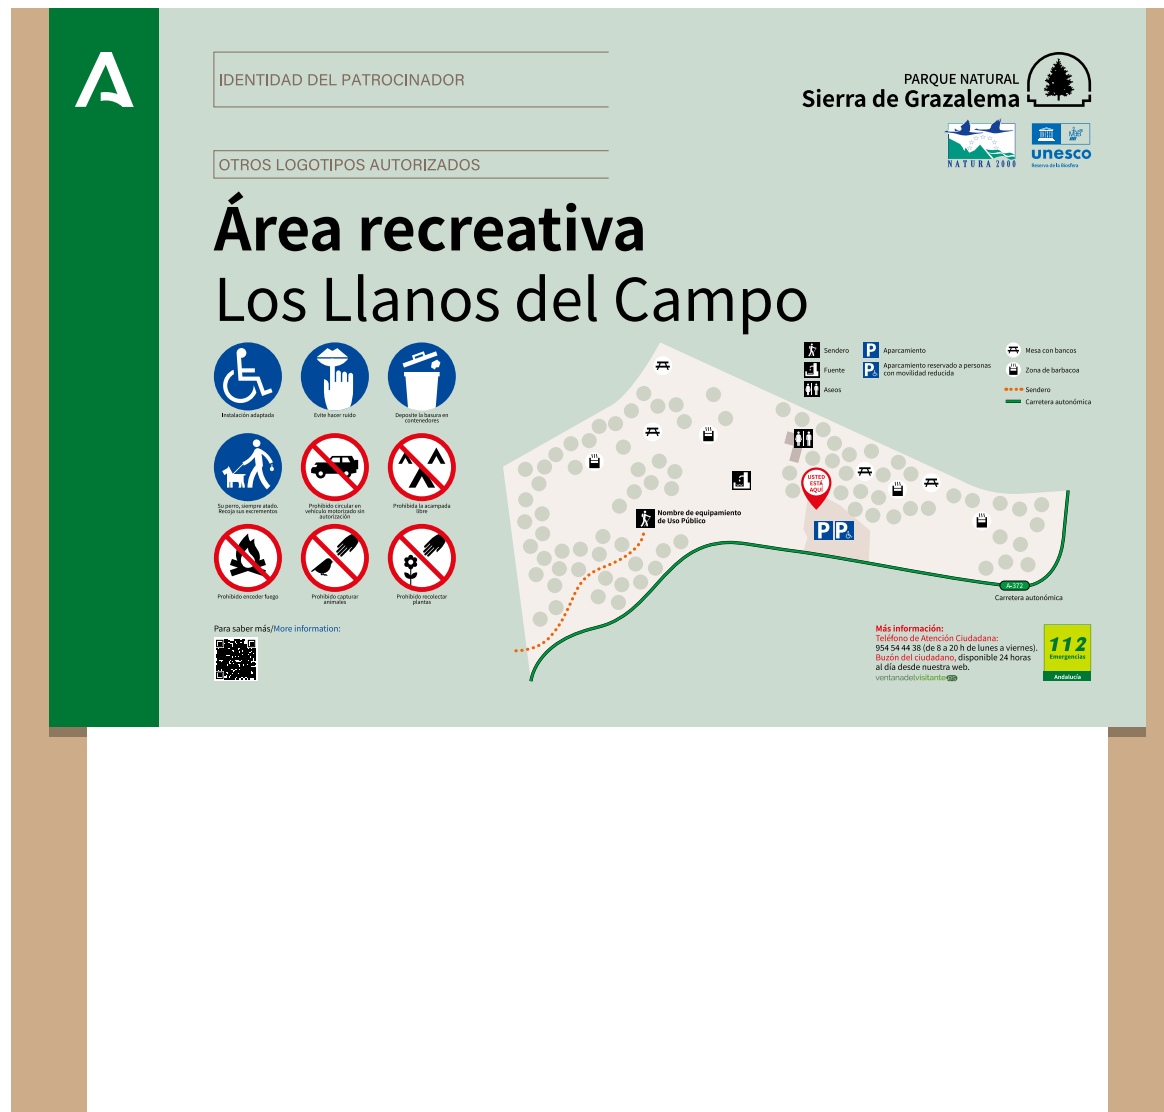 IDENTIDAD DEL PATROCINADOR
PARQUE NATURAL
Sierra de Grazalema
NATURA 2000
unesco
Reserva de la Biosfera
OTROS LOGOTIPOS AUTORIZADOS
Área recreativa
Los Llanos del Campo
Instalación adaptada
Evite hacer ruido
Deposite la basura en
contenedores
Su perro, siempre atado.
Recoja sus excrementos
Prohibido circular en
vehículo motorizado sin
autorización
Prohibida la acampada
libre
Prohibido encender fuego
Prohibido capturar
animales
Prohibido recolectar
plantas
Sendero
Fuente
Aseos
P Aparcamiento
P Aparcamiento reservado a personas
con movilidad reducida
Mesa con bancos
Zona de barbacoa
Sendero
Carretera autonómica
USTED
ESTÁ
AQUÍ
Nombre de equipamiento
de Uso Público
P P
A-372
Carretera autonómica
Para saber más/More information:
Más información:
Teléfono de Atención Ciudadana:
954 54 44 38 (de 8 a 20 h de lunes a viernes).
Buzón del ciudadano, disponible 24 horas
al día desde nuestra web.
ventanadelvisitante.es
112
Emergencias
Andalucía